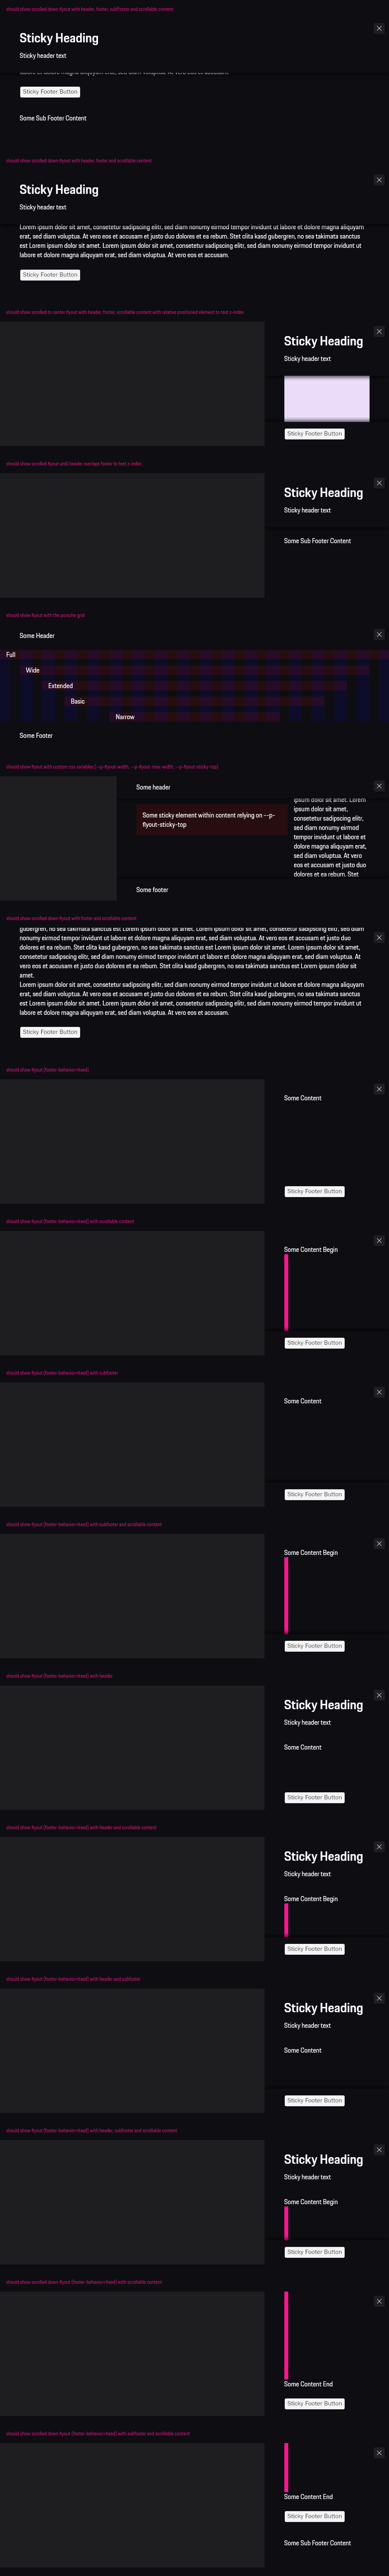 should show scrolled down flyout with header, footer, subfooter and scrollable content
Sticky Heading
Sticky header text
labore et dolore magna aliquyam erat, sed diam voluptua. At vero eos et accusam.
Sticky Footer Button
Some Sub Footer Content
should show scrolled down flyout with header, footer and scrollable content
Sticky Heading
Sticky header text
Lorem ipsum dolor sit amet, consetetur sadipscing elitr, sed diam nonumy eirmod tempor invidunt ut labore et dolore magna aliquyam
erat, sed diam voluptua. At vero eos et accusam et justo duo dolores et ea rebum. Stet clita kasd gubergren, no sea takimata sanctus
est Lorem ipsum dolor sit amet. Lorem ipsum dolor sit amet, consetetur sadipscing elitr, sed diam nonumy eirmod tempor invidunt ut
labore et dolore magna aliquyam erat, sed diam voluptua. At vero eos et accusam.
Sticky Footer Button
should show scrolled to center flyout with header, footer, scrollable content with relative positioned element to test z-index
Sticky Heading
Sticky header text
Sticky Footer Button
should show scrolled flyout until header overlaps footer to test z-index
Sticky Heading
Sticky header text
Some Sub Footer Content
should show flyout with the porsche grid
Some Header
Full
Wide
Extended
Basic
Narrow
Some Footer
should show flyout with custom css variables (--p-flyout-width, --p-flyout-max-width, --p-flyout-sticky-top)
Some header
Some sticky element within content relying on --p-
flyout-sticky-top
ipsum dolor sit amet. Lorem
ipsum dolor sit amet,
consetetur sadipscing elitr,
sed diam nonumy eirmod
tempor invidunt ut labore et
dolore magna aliquyam erat,
sed diam voluptua. At vero
eos et accusam et justo duo
dolores et ea rebum. Stet
Some footer
should show scrolled down flyout with footer and scrollable content
gubergren, no sea takimata sanctus est Lorem ipsum dolor sit amet. Lorem ipsum dolor sit amet, consetetur sadipscing elitr, sed diam
nonumy eirmod tempor invidunt ut labore et dolore magna aliquyam erat, sed diam voluptua. At vero eos et accusam et justo duo
dolores et ea rebum. Stet clita kasd gubergren, no sea takimata sanctus est Lorem ipsum dolor sit amet. Lorem ipsum dolor sit amet,
consetetur sadipscing elitr, sed diam nonumy eirmod tempor invidunt ut labore et dolore magna aliquyam erat, sed diam voluptua. At
vero eos et accusam et justo duo dolores et ea rebum. Stet clita kasd gubergren, no sea takimata sanctus est Lorem ipsum dolor sit
amet.
Lorem ipsum dolor sit amet, consetetur sadipscing elitr, sed diam nonumy eirmod tempor invidunt ut labore et dolore magna aliquyam
erat, sed diam voluptua. At vero eos et accusam et justo duo dolores et ea rebum. Stet clita kasd gubergren, no sea takimata sanctus
est Lorem ipsum dolor sit amet. Lorem ipsum dolor sit amet, consetetur sadipscing elitr, sed diam nonumy eirmod tempor invidunt ut
labore et dolore magna aliquyam erat, sed diam voluptua. At vero eos et accusam.
Sticky Footer Button
should show flyout (footer-behavior=fixed)
Some Content
Sticky Footer Button
should show flyout (footer-behavior=fixed) with scrollable content
Some Content Begin
Sticky Footer Button
should show flyout (footer-behavior=fixed) with subfooter
Some Content
Sticky Footer Button
should show flyout (footer-behavior=fixed) with subfooter and scrollable content
Some Content Begin
Sticky Footer Button
should show flyout (footer-behavior=fixed) with header
Sticky Heading
Sticky header text
Some Content
Sticky Footer Button
should show flyout (footer-behavior=fixed) with header and scrollable content
Sticky Heading
Sticky header text
Some Content Begin
Sticky Footer Button
should show flyout (footer-behavior=fixed) with header and subfooter
Sticky Heading
Sticky header text
Some Content
Sticky Footer Button
should show flyout (footer-behavior=fixed) with header, subfooter and scrollable content
Sticky Heading
Sticky header text
Some Content Begin
Sticky Footer Button
should show scrolled down flyout (footer-behavior=fixed) with scrollable content
Some Content End
Sticky Footer Button
should show scrolled down flyout (footer-behavior=fixed) with subfooter and scrollable content
Some Content End
Sticky Footer Button
Some Sub Footer Content